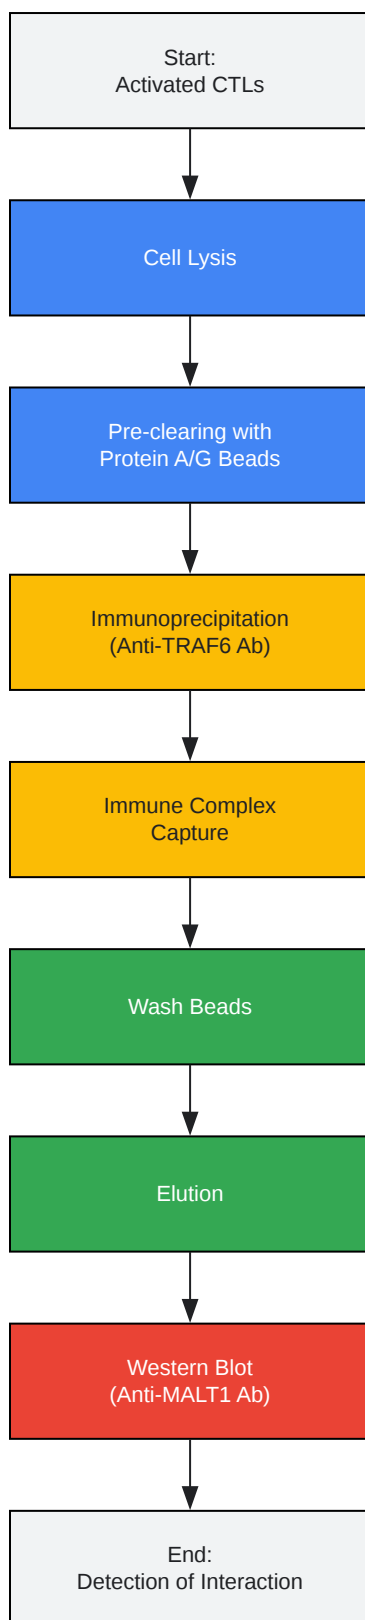 Start:
Activated CTLs
Cell Lysis
Pre-clearing with
Protein A/G Beads
Immunoprecipitation
(Anti-TRAF6 Ab)
Immune Complex
Capture
Wash Beads
Elution
Western Blot
(Anti-MALT1 Ab)
End:
Detection of Interaction